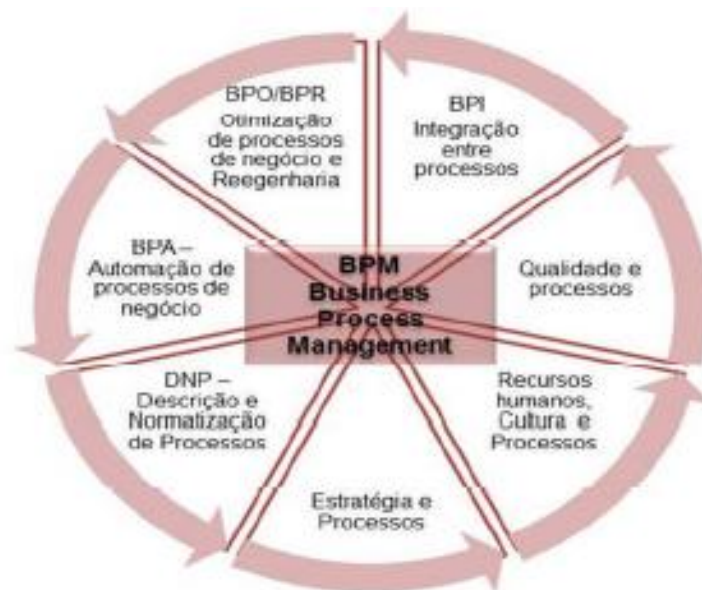 BPO/BPR
Otimização
de processos
de negócio e
Reegenharia
BPI
Integração
entre
processos
BPA –
Automação de
processos de
negócio
BPM
Business
Process
Management
Qualidade e
processos
DNP –
Descrição e
Normatização
de Processos
Recursos
humanos,
Cultura e
Processos
Estratégia e
Processos